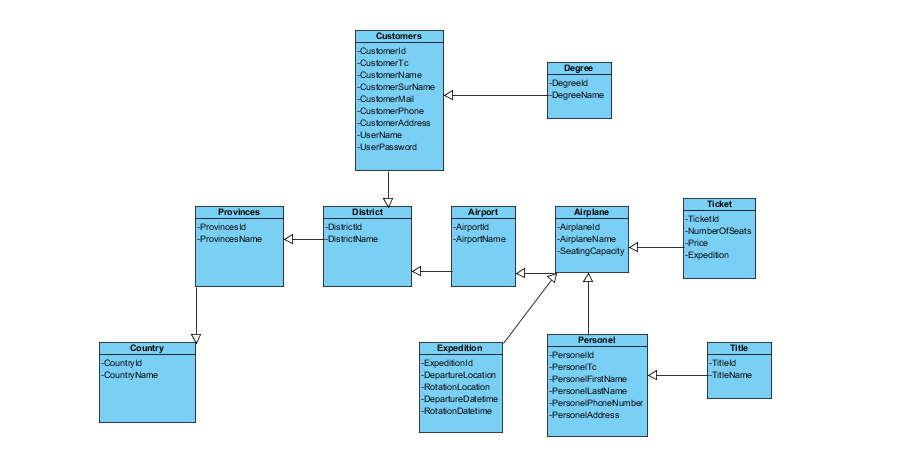 Customers
-CustomerId
-CustomerTc
-CustomerName
-CustomerSurName
-CustomerMail
-CustomerPhone
-CustomerAddress
-UserName
-UserPassword
Degree
-DegreeId
-DegreeName
Provinces
-ProvincesId
-ProvincesName
District
-DistrictId
-DistrictName
Airport
-AirportId
-AirportName
Airplane
-AirplaneId
-AirplaneName
-SeatingCapacity
Ticket
-TicketId
-NumberOfSeats
-Price
-Expedition
Country
-CountryId
-CountryName
Expedition
-ExpeditionId
-DepartureLocation
-RotationLocation
-DepartureDatetime
-RotationDatetime
Personel
-PersonelId
-PersonelTc
-PersonelFirstName
-PersonelLastName
-PersonelPhoneNumber
-PersonelAddress
Title
-TitleId
-TitleName